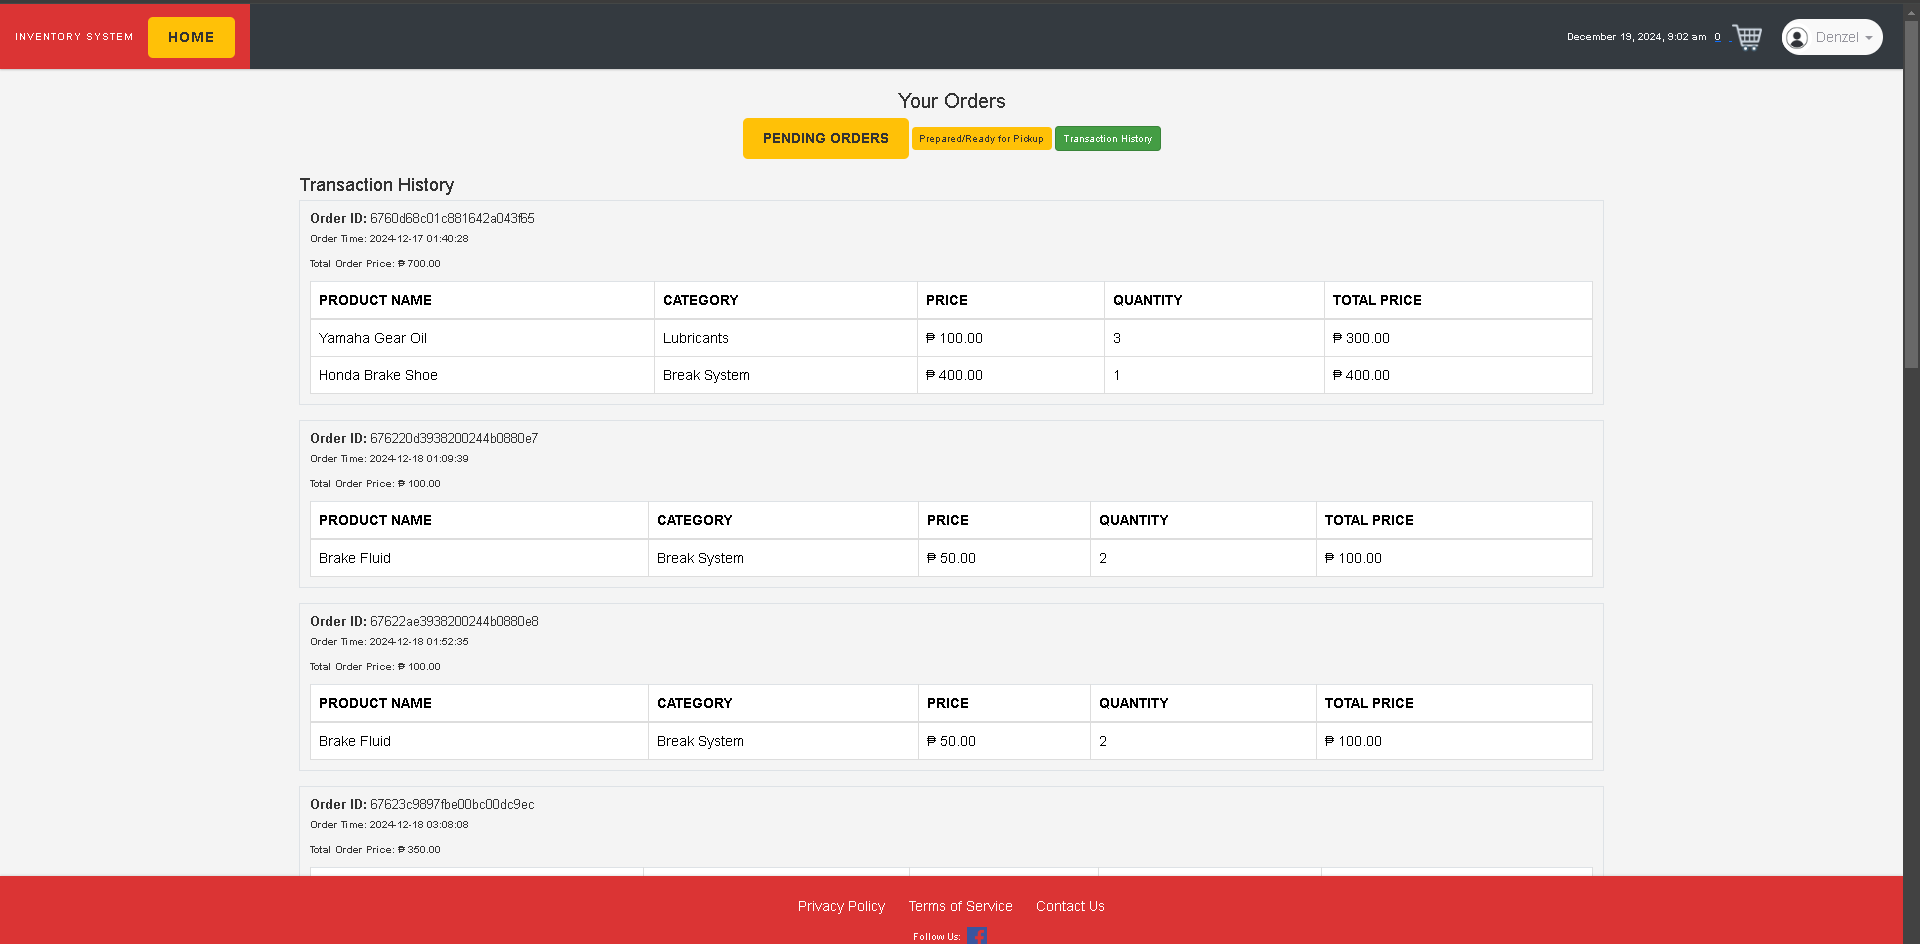 INVENTORY SYSTEM HOME December 19, 2024, 9:02 am 0 Denzel
Your Orders
PENDING ORDERS Prepared/Ready for Pickup Transaction History
Transaction History
Order ID: 6760d68c01c881642a043f65
Order Time: 2024-12-17 01:40:28
Total Order Price: ₱ 700.00
PRODUCT NAME CATEGORY PRICE QUANTITY TOTAL PRICE
Yamaha Gear Oil Lubricants ₱ 100.00 3 ₱ 300.00
Honda Brake Shoe Break System ₱ 400.00 1 ₱ 400.00
Order ID: 676220d3938200244b0880e7
Order Time: 2024-12-18 01:09:39
Total Order Price: ₱ 100.00
PRODUCT NAME CATEGORY PRICE QUANTITY TOTAL PRICE
Brake Fluid Break System ₱ 50.00 2 ₱ 100.00
Order ID: 67622ae3938200244b0880e8
Order Time: 2024-12-18 01:52:35
Total Order Price: ₱ 100.00
PRODUCT NAME CATEGORY PRICE QUANTITY TOTAL PRICE
Brake Fluid Break System ₱ 50.00 2 ₱ 100.00
Order ID: 67623c9897fbe00bc00dc9ec
Order Time: 2024-12-18 03:08:08
Total Order Price: ₱ 350.00
Privacy Policy Terms of Service Contact Us
Follow Us: